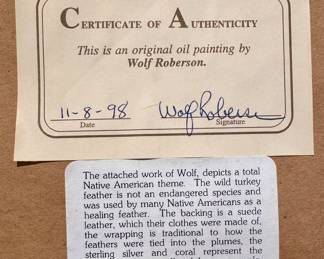 CERTIFICATE OF AUTHENTICITY
This is an original oil painting by
Wolf Roberson.
11-8-98 Wolf Roberson
Date Signature
The attached work of Wolf, depicts a total
Native American theme. The wild turkey
feather is not an endangered species and
was used by many Native Americans as a
healing feather. The backing is a suede
leather, which their clothes were made of,
the wrapping is traditional to how the
feathers were tied into the plumes, the
sterling silver and coral represent the